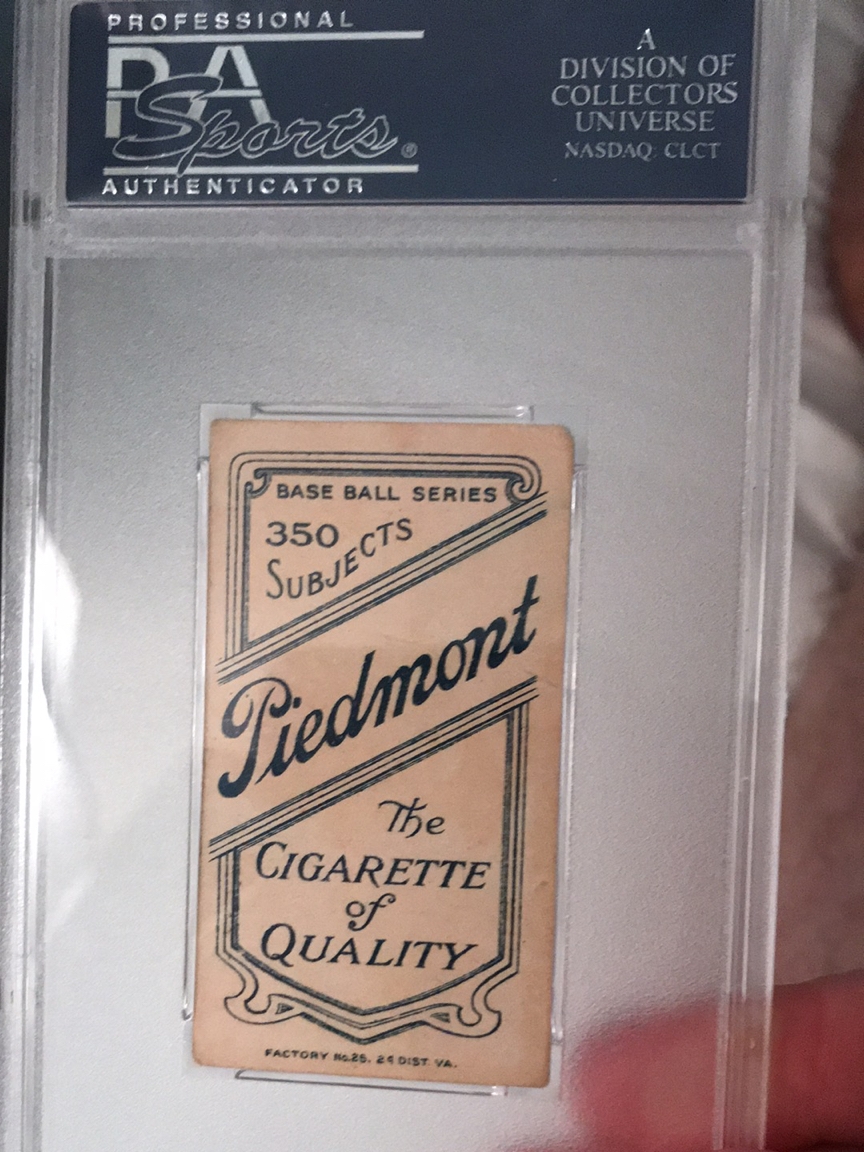 PROFESSIONAL
PSA
Sports®
AUTHENTICATOR
A
DIVISION OF
COLLECTORS
UNIVERSE
NASDAQ: CLCT
BASE BALL SERIES
350
SUBJECTS
Piedmont
The
CIGARETTE
of
QUALITY
FACTORY No. 25, 2d DIST. VA.